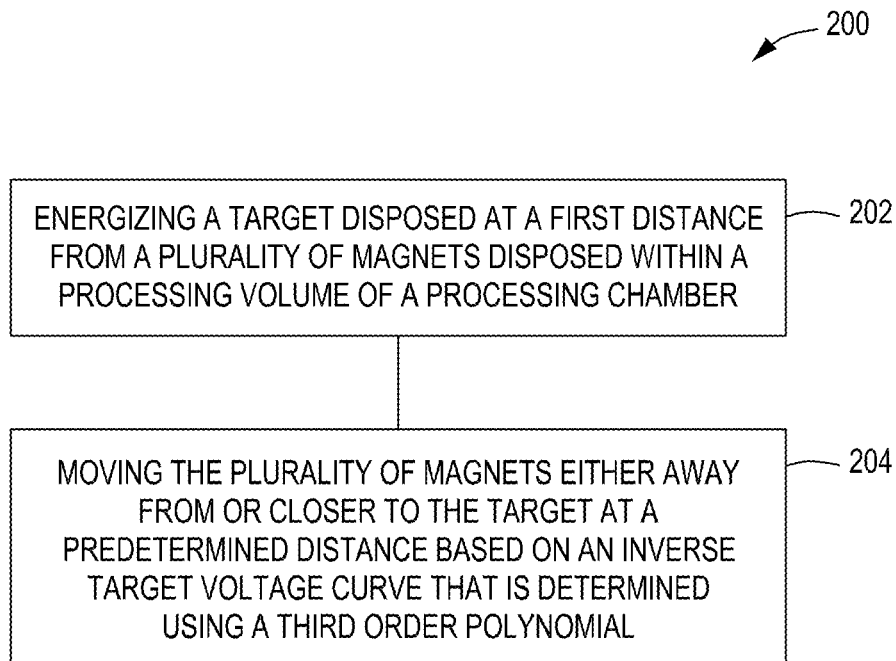 200
ENERGIZING A TARGET DISPOSED AT A FIRST DISTANCE
FROM A PLURALITY OF MAGNETS DISPOSED WITHIN A
PROCESSING VOLUME OF A PROCESSING CHAMBER
202
MOVING THE PLURALITY OF MAGNETS EITHER AWAY
FROM OR CLOSER TO THE TARGET AT A
PREDETERMINED DISTANCE BASED ON AN INVERSE
TARGET VOLTAGE CURVE THAT IS DETERMINED
USING A THIRD ORDER POLYNOMIAL
204